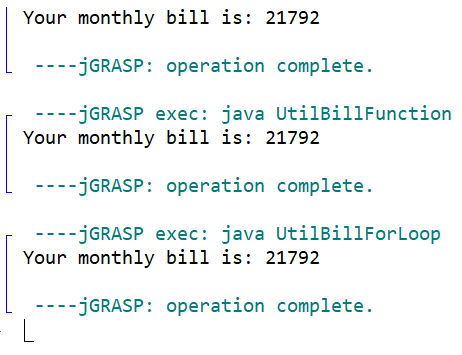 Your monthly bill is: 21792
----jGRASP: operation complete.
----jGRASP exec: java UtilBillFunction
Your monthly bill is: 21792
----jGRASP: operation complete.
----jGRASP exec: java UtilBillForLoop
Your monthly bill is: 21792
----jGRASP: operation complete.